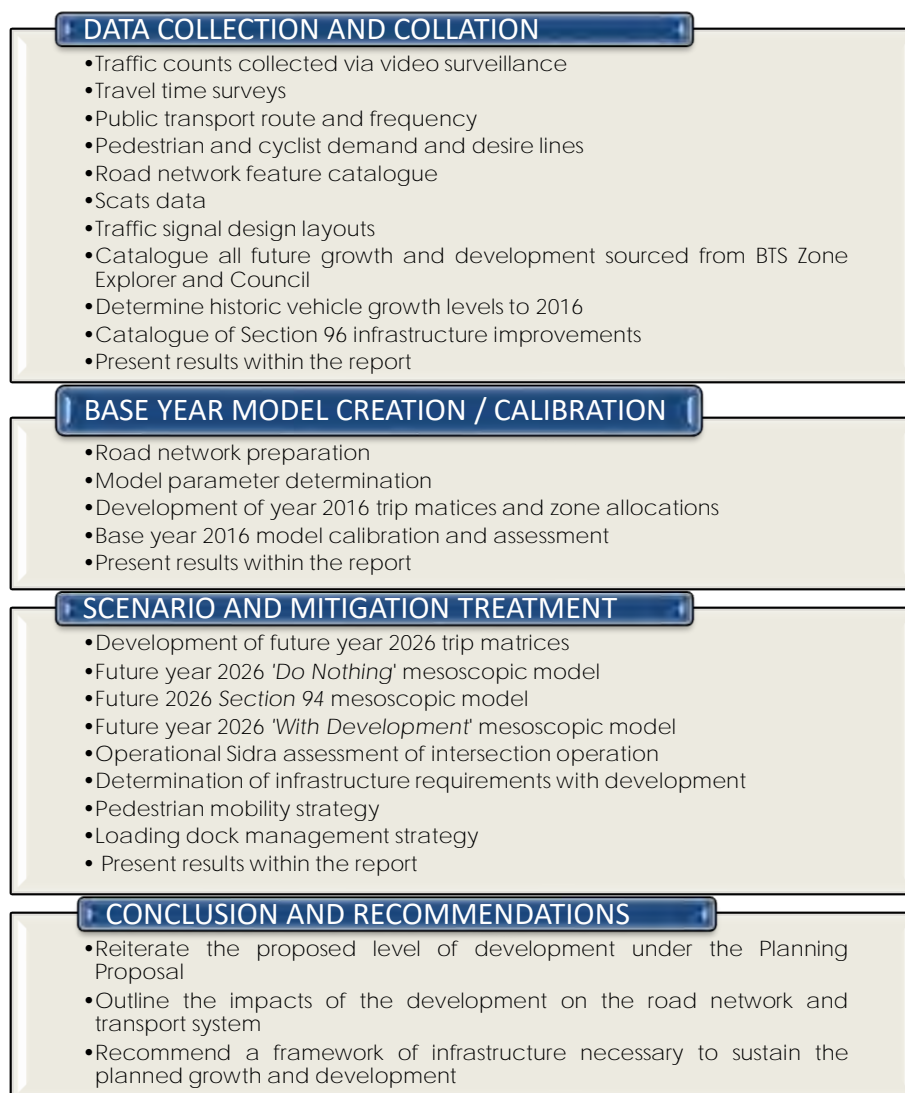 DATA COLLECTION AND COLLATION
•Traffic counts collected via video surveillance
•Travel time surveys
•Public transport route and frequency
•Pedestrian and cyclist demand and desire lines
•Road network feature catalogue
•Scats data
•Traffic signal design layouts
•Catalogue all future growth and development sourced from BTS Zone
Explorer and Council
•Determine historic vehicle growth levels to 2016
•Catalogue of Section 96 infrastructure improvements
•Present results within the report
BASE YEAR MODEL CREATION / CALIBRATION
•Road network preparation
•Model parameter determination
•Development of year 2016 trip matices and zone allocations
•Base year 2016 model calibration and assessment
•Present results within the report
SCENARIO AND MITIGATION TREATMENT
•Development of future year 2026 trip matrices
•Future year 2026 'Do Nothing' mesoscopic model
•Future 2026 Section 94 mesoscopic model
•Future year 2026 'With Development' mesoscopic model
•Operational Sidra assessment of intersection operation
•Determination of infrastructure requirements with development
•Pedestrian mobility strategy
•Loading dock management strategy
• Present results within the report
CONCLUSION AND RECOMMENDATIONS
•Reiterate the proposed level of development under the Planning
Proposal
•Outline the impacts of the development on the road network and
transport system
•Recommend a framework of infrastructure necessary to sustain the
planned growth and development